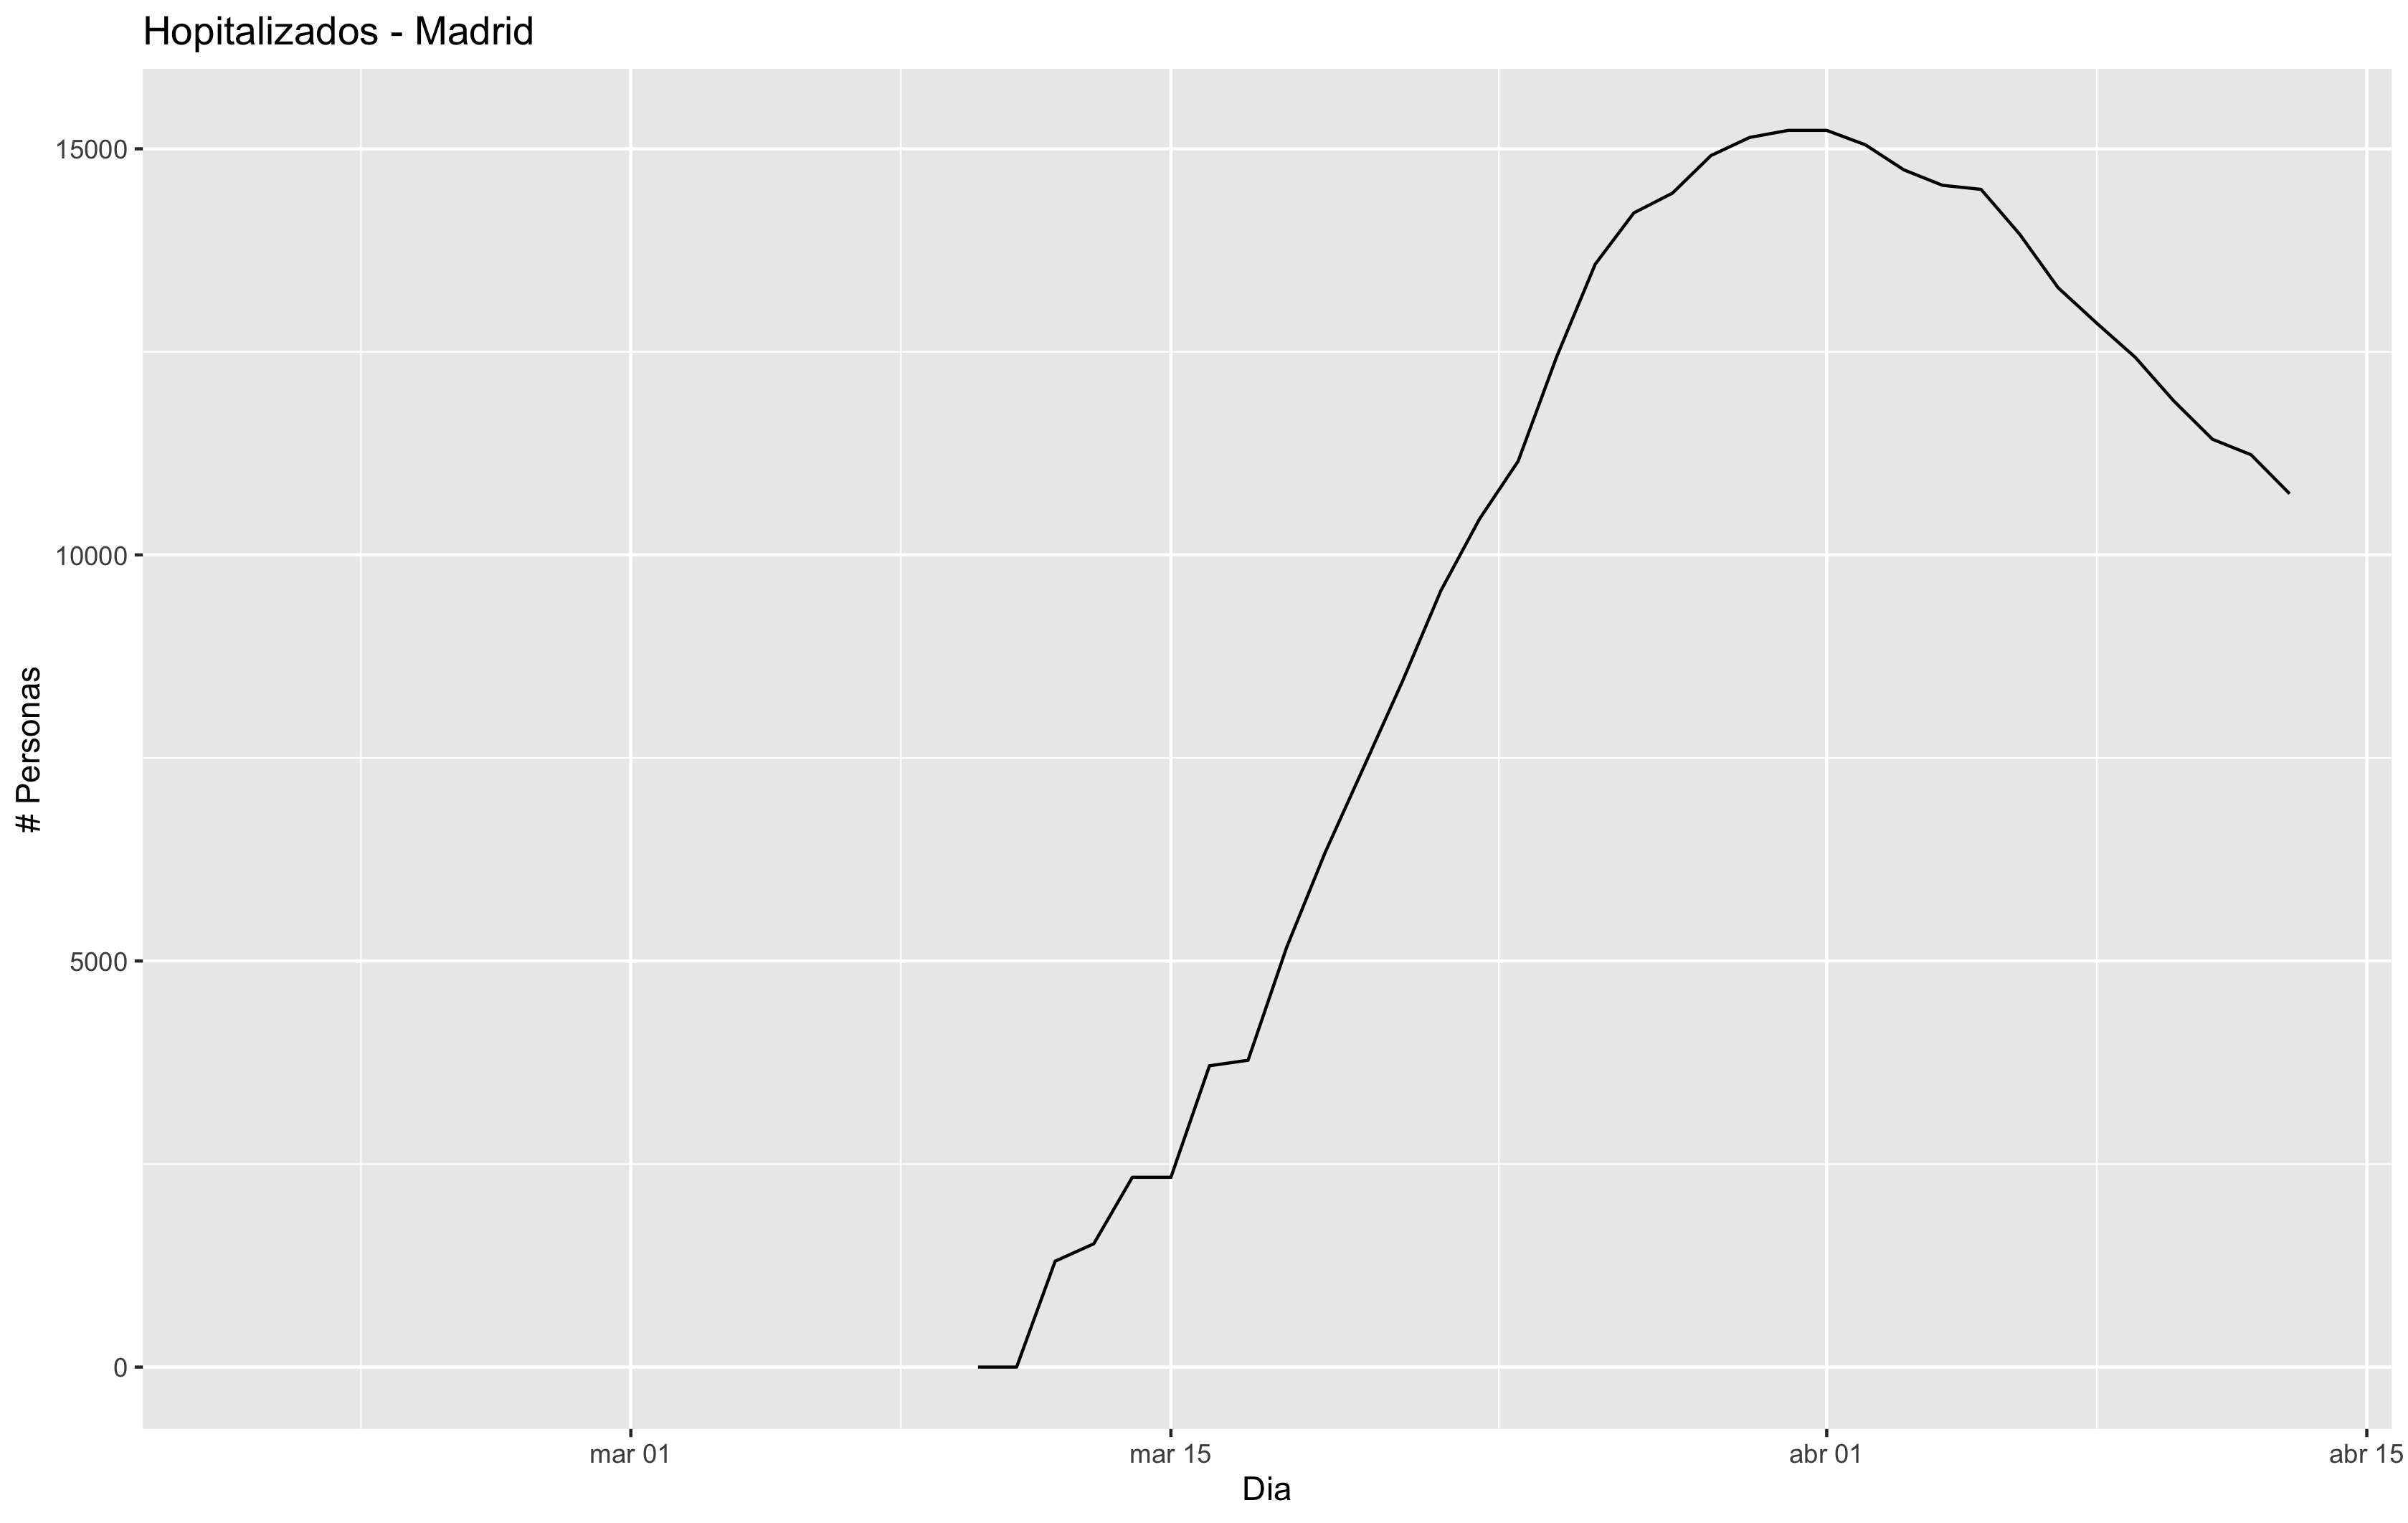 Hopitalizados - Madrid
15000
10000
5000
0
# Personas
mar 01
mar 15
abr 01
abr 15
Dia